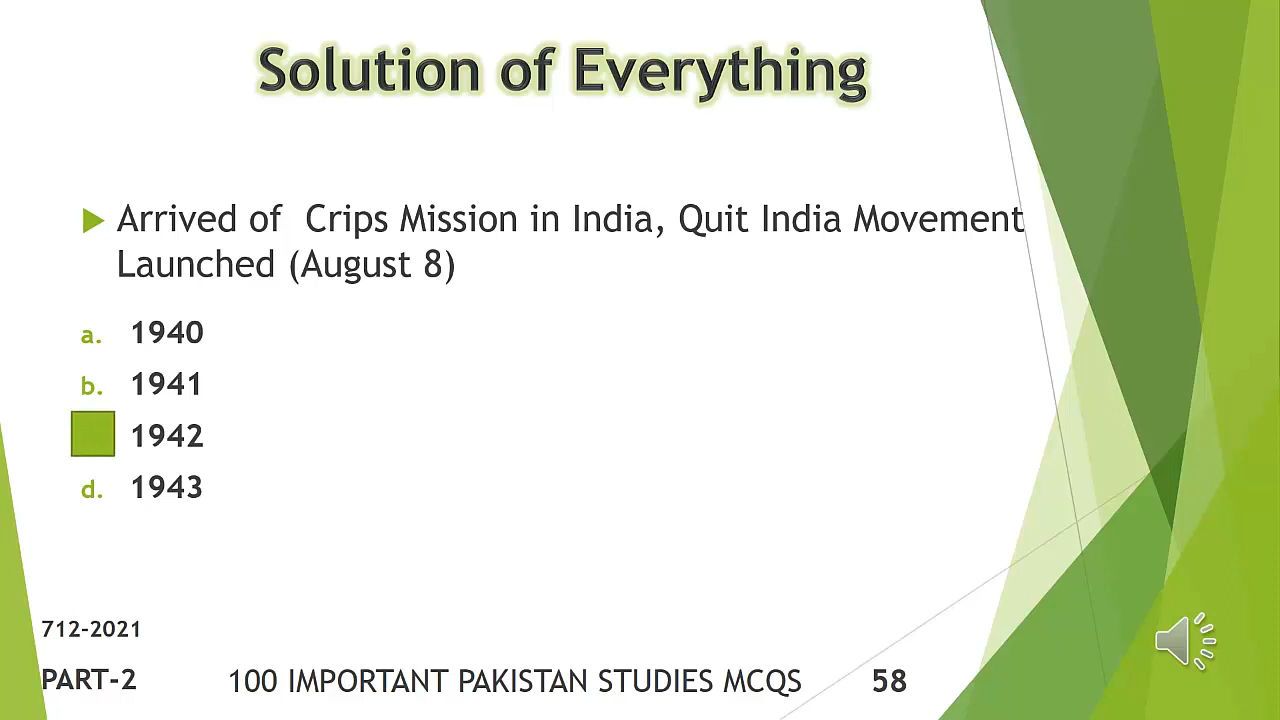 Solution of Everything
Arrived of Crips Mission in India, Quit India Movement
Launched (August 8)
a. 1940
b. 1941
1942
d. 1943
712-2021
PART-2 100 IMPORTANT PAKISTAN STUDIES MCQS 58